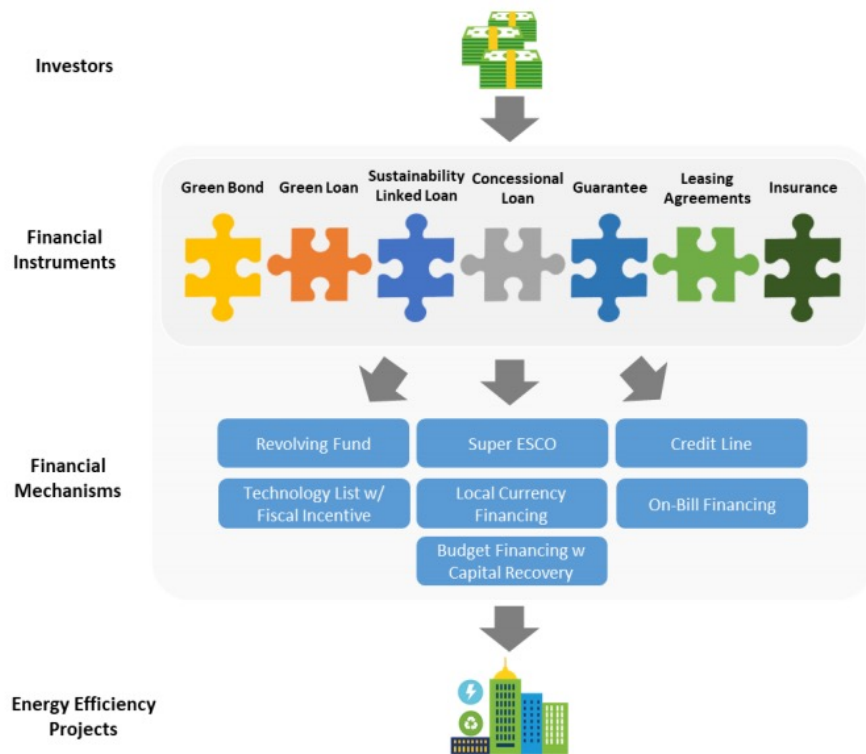 Investors
Green Bond
Green Loan
Sustainability
Linked Loan
Concessional
Loan
Guarantee
Leasing
Agreements
Insurance
Financial
Instruments
Revolving Fund
Super ESCO
Credit Line
Financial
Mechanisms
Technology List w/
Fiscal Incentive
Local Currency
Financing
On-Bill Financing
Budget Financing w
Capital Recovery
Energy Efficiency
Projects